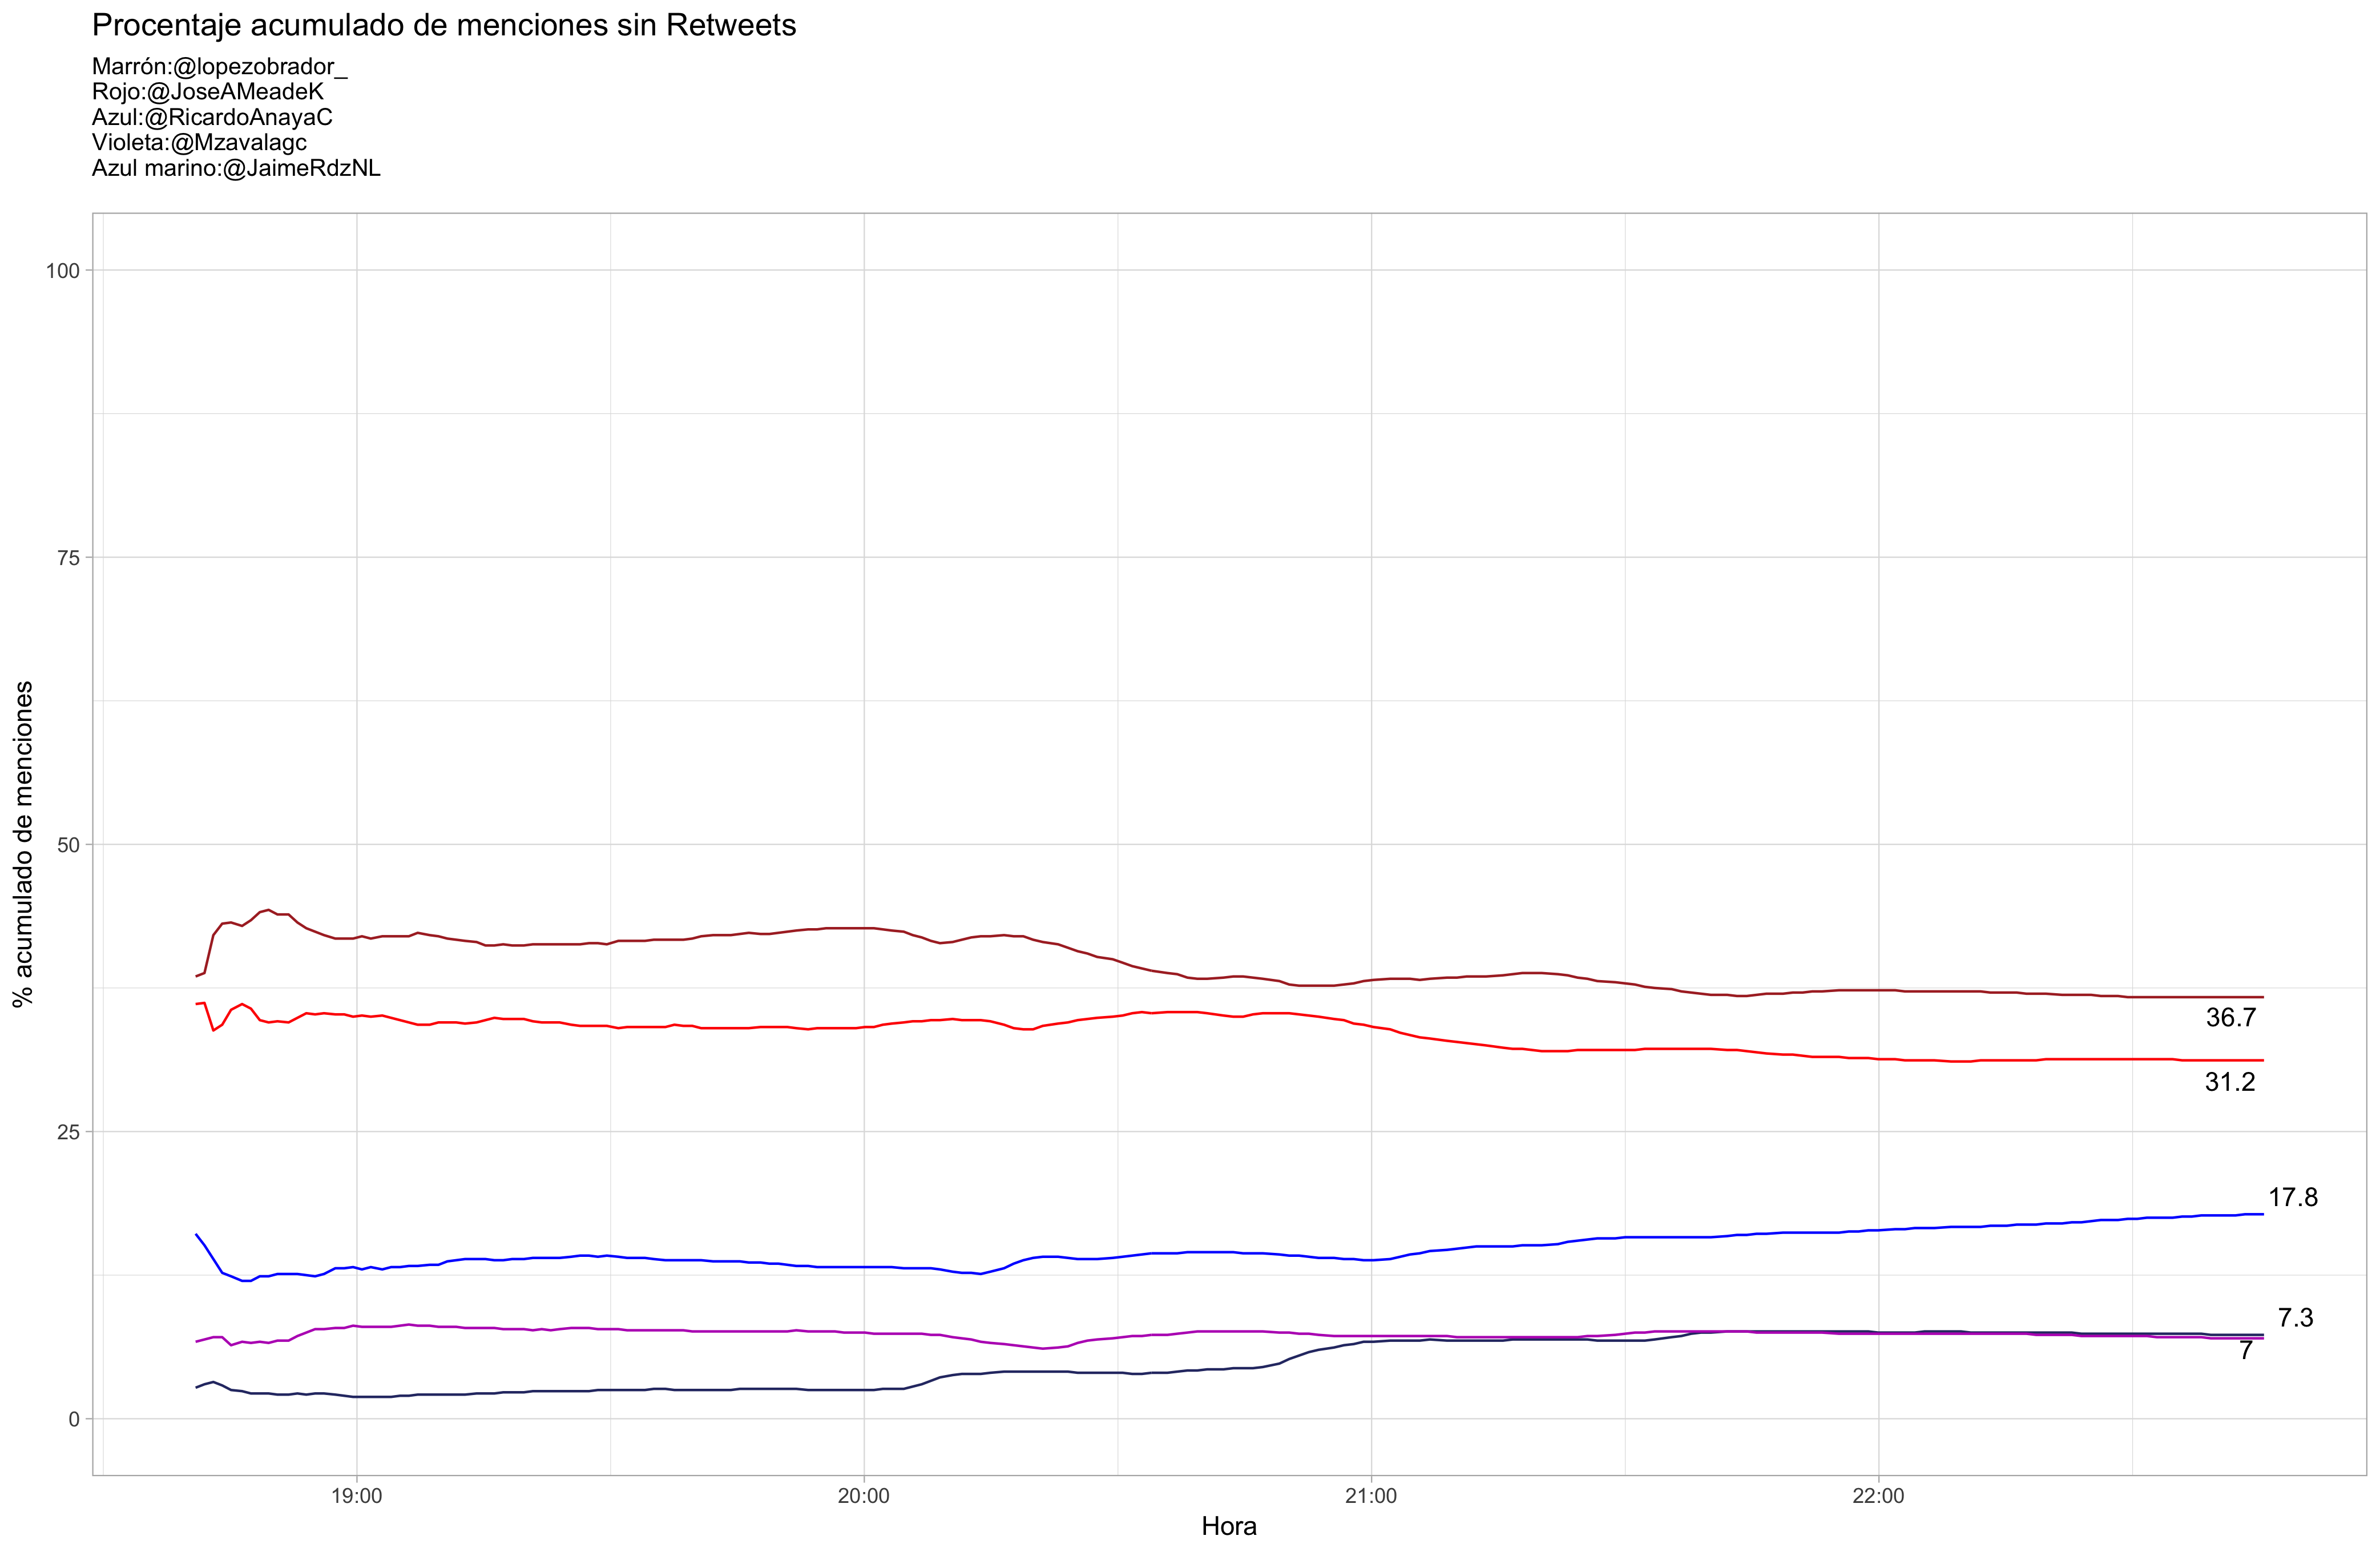 Procentaje acumulado de menciones sin Retweets
Marrón:@lopezobrador_
Rojo:@JoseAMeadeK
Azul:@RicardoAnayaC
Violeta:@Mzavalagc
Azul marino:@JaimeRdzNL
% acumulado de menciones
100
75
50
25
0
36.7
31.2
17.8
7.3
7
19:00
20:00
21:00
22:00
Hora